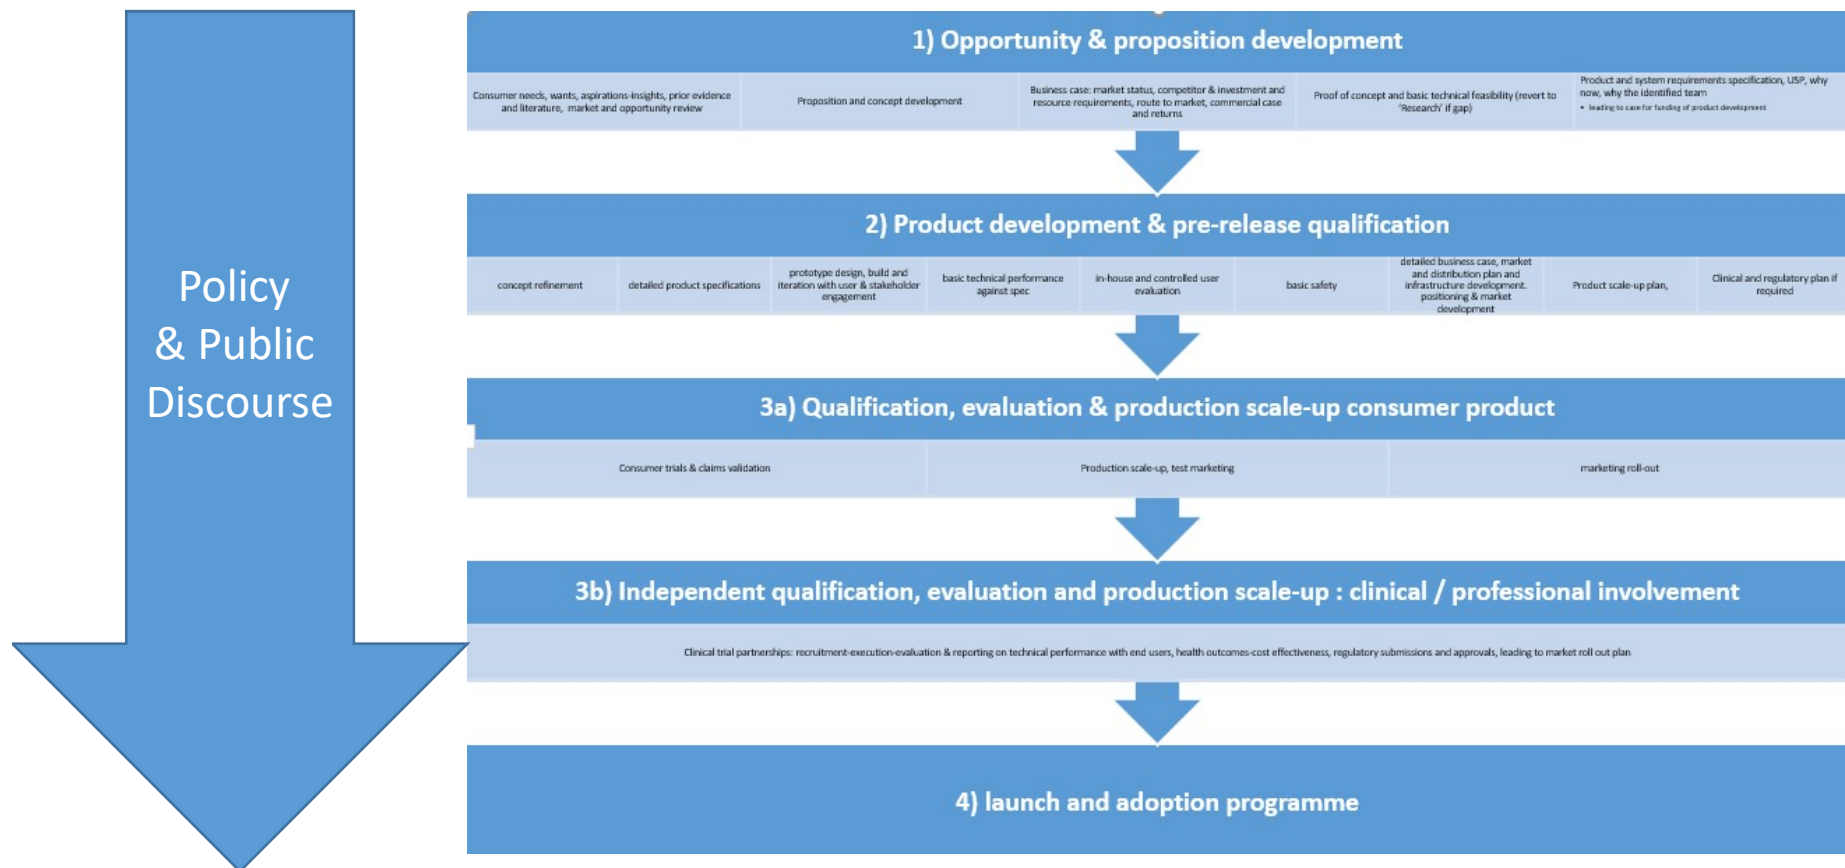 Policy
& Public
Discourse
1) Opportunity & proposition development
Consumer needs, wants, aspirations-insights, prior evidence
and literature, market and opportunity review
Proposition and concept development
Business case: market status, competitor & investment and
resource requirements, route to market, commercial case
and returns
Proof of concept and basic technical feasibility (revert to
'Research' if gap)
Product and system requirements specification, USP, why
now, why the identified team
• leading to case for funding of product development
2) Product development & pre-release qualification
concept refinement
detailed product specifications
prototype design, build and
iteration with user & stakeholder
engagement
basic technical performance
against spec
in-house and controlled user
evaluation
basic safety
detailed business case, market
and distribution plan and
infrastructure development.
positioning & market
development
Product scale-up plan,
Clinical and regulatory plan if
required
3a) Qualification, evaluation & production scale-up consumer product
Consumer trials & claims validation
Production scale-up, test marketing
marketing roll-out
3b) Independent qualification, evaluation and production scale-up : clinical / professional involvement
Clinical trial partnerships: recruitment-execution-evaluation & reporting on technical performance with end users, health outcomes-cost effectiveness, regulatory submissions and approvals, leading to market roll out plan
4) launch and adoption programme